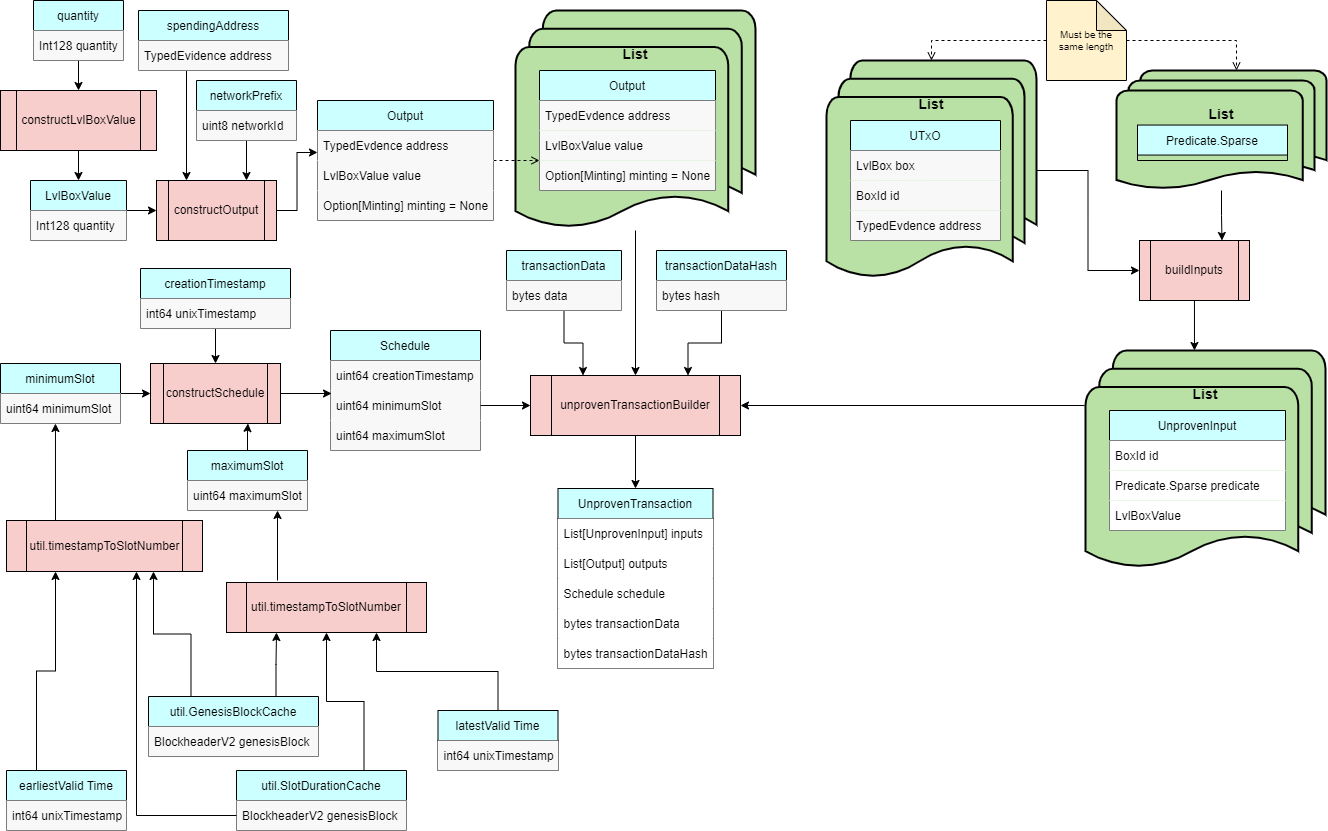 quantity
Int128 quantity
constructLvlBoxValue
LvlBoxValue
Int128 quantity
spendingAddress
TypedEvidence address
networkPrefix
uint8 networkId
constructOutput
Output
TypedEvdence address
LvlBoxValue value
Option[Minting] minting = None
List
Output
TypedEvdence address
LvlBoxValue value
Option[Minting] minting = None
Must be the
same length
List
UTxO
LvlBox box
BoxId id
TypedEvdence address
List
Predicate.Sparse
buildInputs
transactionData
bytes data
transactionDataHash
bytes hash
creationTimestamp
int64 unixTimestamp
minimumSlot
uint64 minimumSlot
constructSchedule
Schedule
uint64 creationTimestamp
uint64 minimumSlot
uint64 maximumSlot
unprovenTransactionBuilder
List
UnprovenInput
BoxId id
Predicate.Sparse predicate
LvlBoxValue
maximumSlot
uint64 maximumSlot
UnprovenTransaction
List[UnprovenInput] inputs
List[Output] outputs
Schedule schedule
bytes transactionData
bytes transactionDataHash
util.timestampToSlotNumber
util.timestampToSlotNumber
util.GenesisBlockCache
BlockheaderV2 genesisBlock
latestValid Time
int64 unixTimestamp
earliestValid Time
int64 unixTimestamp
util.SlotDurationCache
BlockheaderV2 genesisBlock